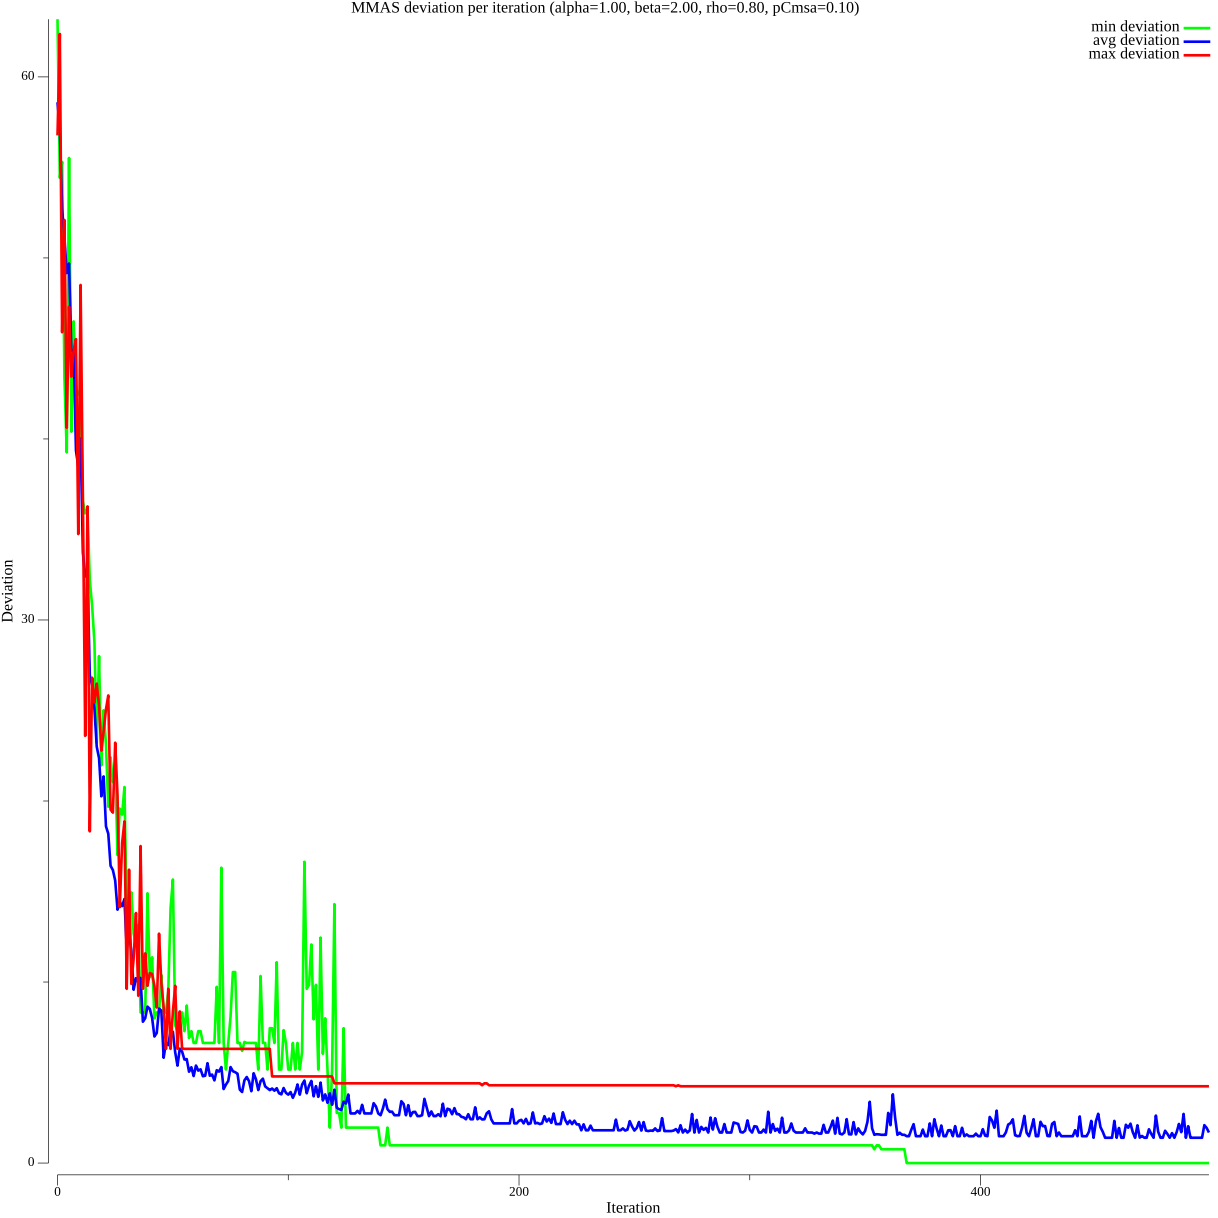 MMAS deviation per iteration (alpha=1.00, beta=2.00, rho=0.80, pCmsa=0.10)
min deviation
avg deviation
max deviation
60
30
0
Deviation
0
200
400
Iteration